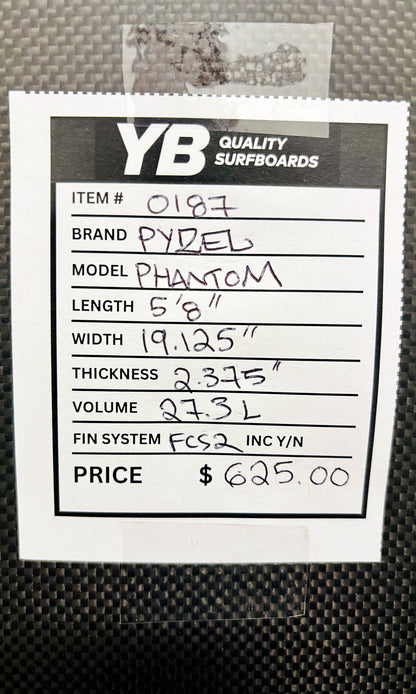 YB QUALITY
SURFBOARDS
ITEM # 0187
BRAND PYZEL
MODEL PHANTOM
LENGTH 5'8"
WIDTH 19.125"
THICKNESS 2.375"
VOLUME 27.3 L
FIN SYSTEM FCS2 INC Y/N
PRICE $ 625.00